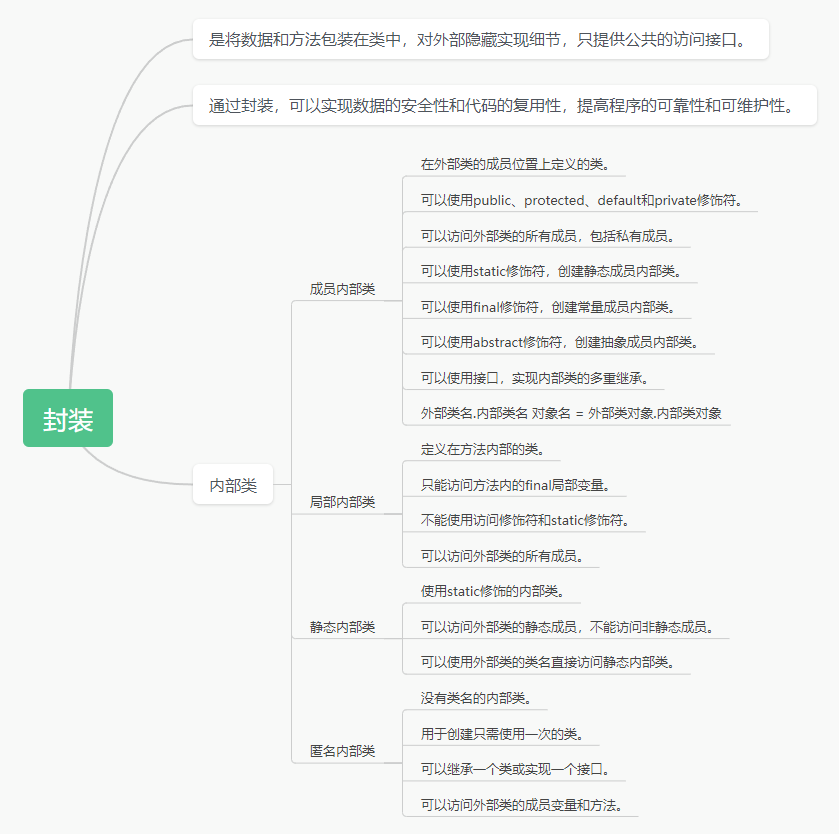 是将数据和方法包装在类中，对外部隐藏实现细节，只提供公共的访问接口。
通过封装，可以实现数据的安全性和代码的复用性，提高程序的可靠性和可维护性。
封装
内部类
成员内部类
在外部类的成员位置上定义的类。
可以使用public、protected、default和private修饰符。
可以访问外部类的所有成员，包括私有成员。
可以使用static修饰符，创建静态成员内部类。
可以使用final修饰符，创建常量成员内部类。
可以使用abstract修饰符，创建抽象成员内部类。
可以使用接口，实现内部类的多重继承。
外部类名.内部类名 对象名 = 外部类对象.内部类对象
局部内部类
定义在方法内部的类。
只能访问方法内的final局部变量。
不能使用访问修饰符和static修饰符。
可以访问外部类的所有成员。
静态内部类
使用static修饰的内部类。
可以访问外部类的静态成员，不能访问非静态成员。
可以使用外部类的类名直接访问静态内部类。
匿名内部类
没有类名的内部类。
用于创建只需使用一次的类。
可以继承一个类或实现一个接口。
可以访问外部类的成员变量和方法。